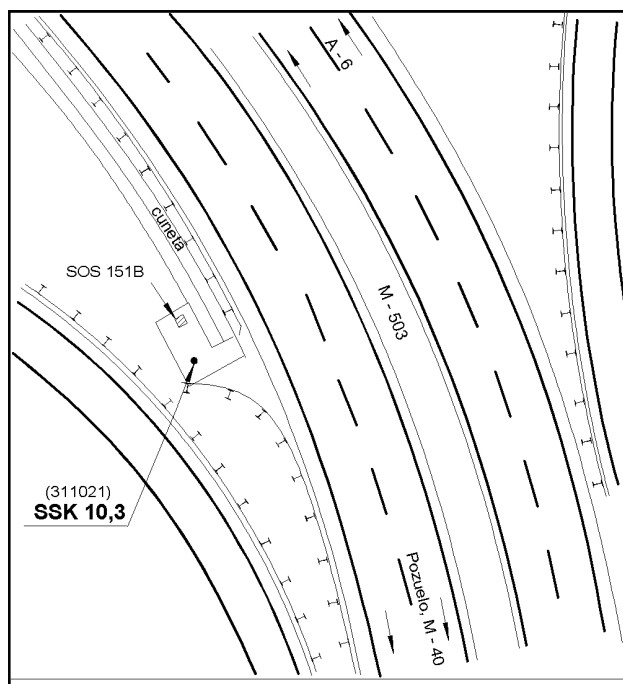 A - 6
cuneta
SOS 151B
M - 503
(311021)
SSK 10,3
Pozuelo, M - 40